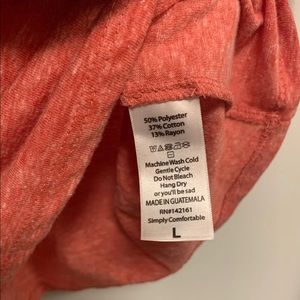 50% Polyester
37% Cotton
13% Rayon
Machine Wash Cold
Gentle Cycle
Do Not Bleach
Hang Dry
or you'll be sad
MADE IN GUATEMALA
RN#142161
Simply Comfortable
L